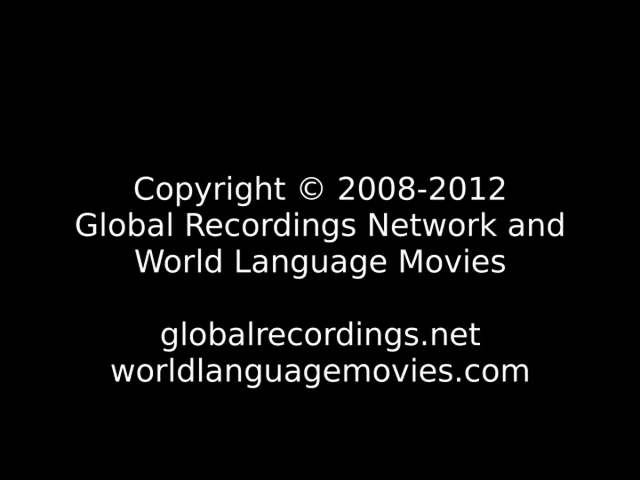 Copyright © 2008-2012
Global Recordings Network and
World Language Movies
globalrecordings.net
worldlanguagemovies.com